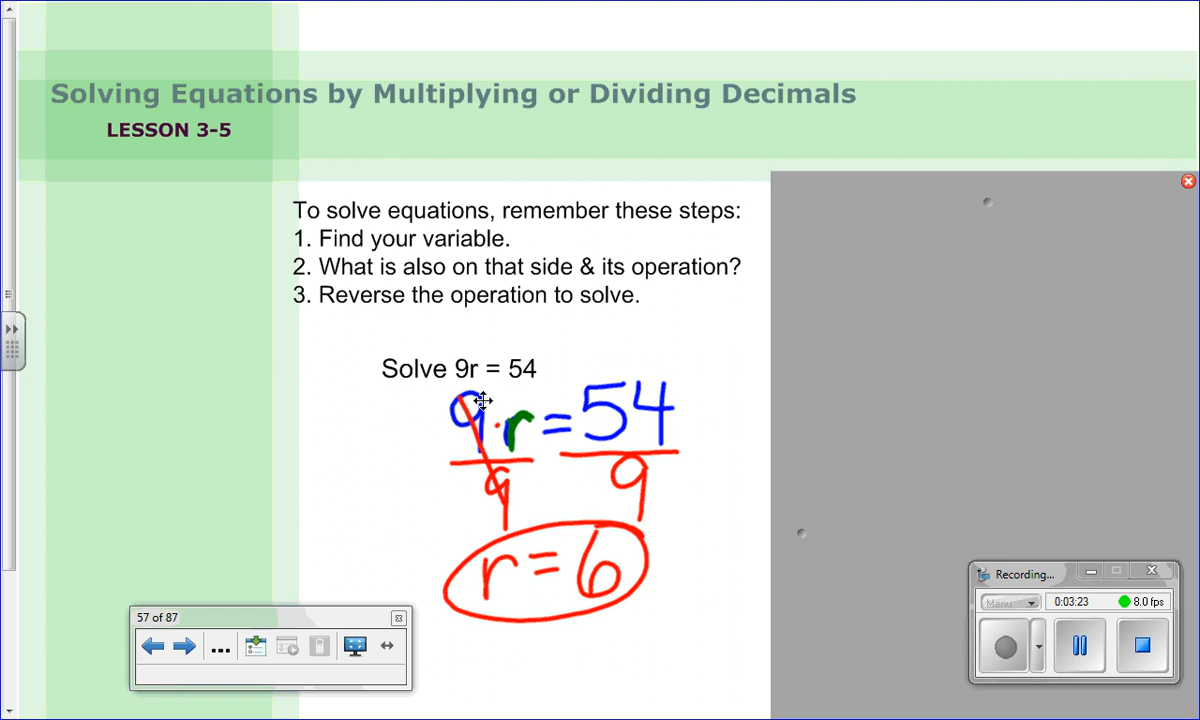 Solving Equations by Multiplying or Dividing Decimals
LESSON 3-5
To solve equations, remember these steps:
1. Find your variable.
2. What is also on that side & its operation?
3. Reverse the operation to solve.
Solve 9r = 54
9 · r = 54
9 9
r = 6
57 of 87
...
Recording...
Menu 0:03:23 8.0 fps